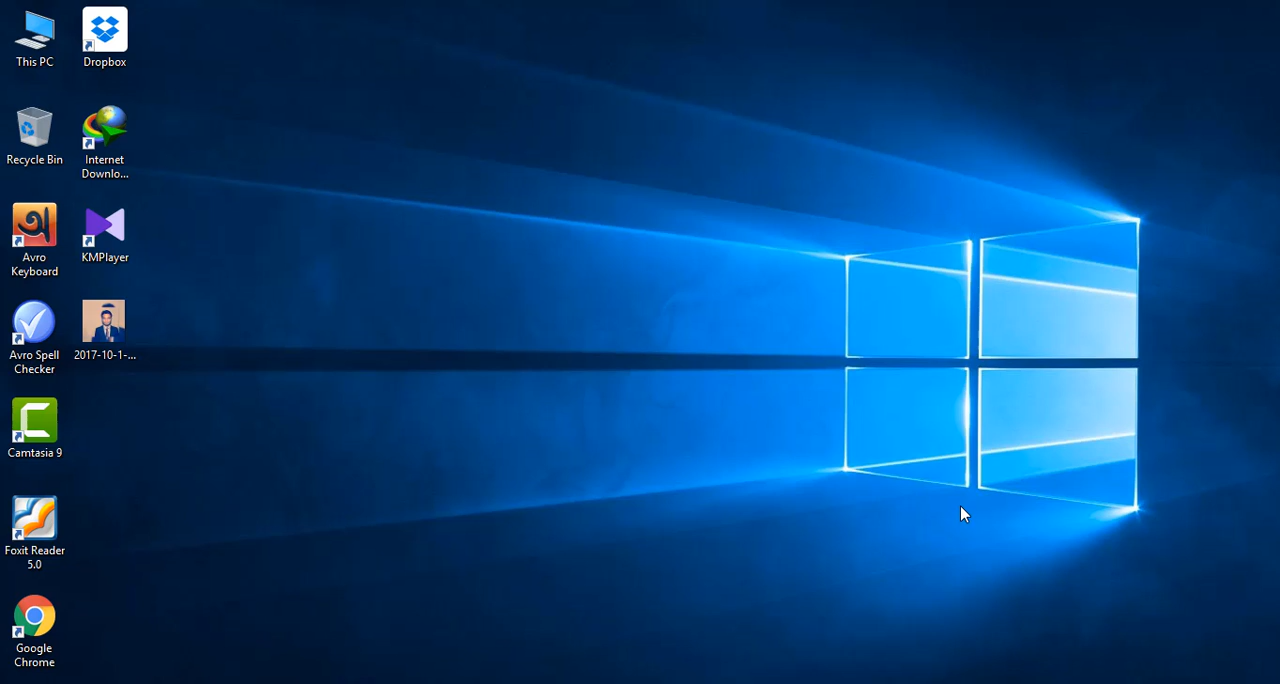 This PC
Dropbox
Recycle Bin
Internet
Downlo...
অ
Avro
Keyboard
KMPlayer
Avro Spell
Checker
2017-10-1-...
Camtasia 9
Foxit Reader
5.0
Google
Chrome